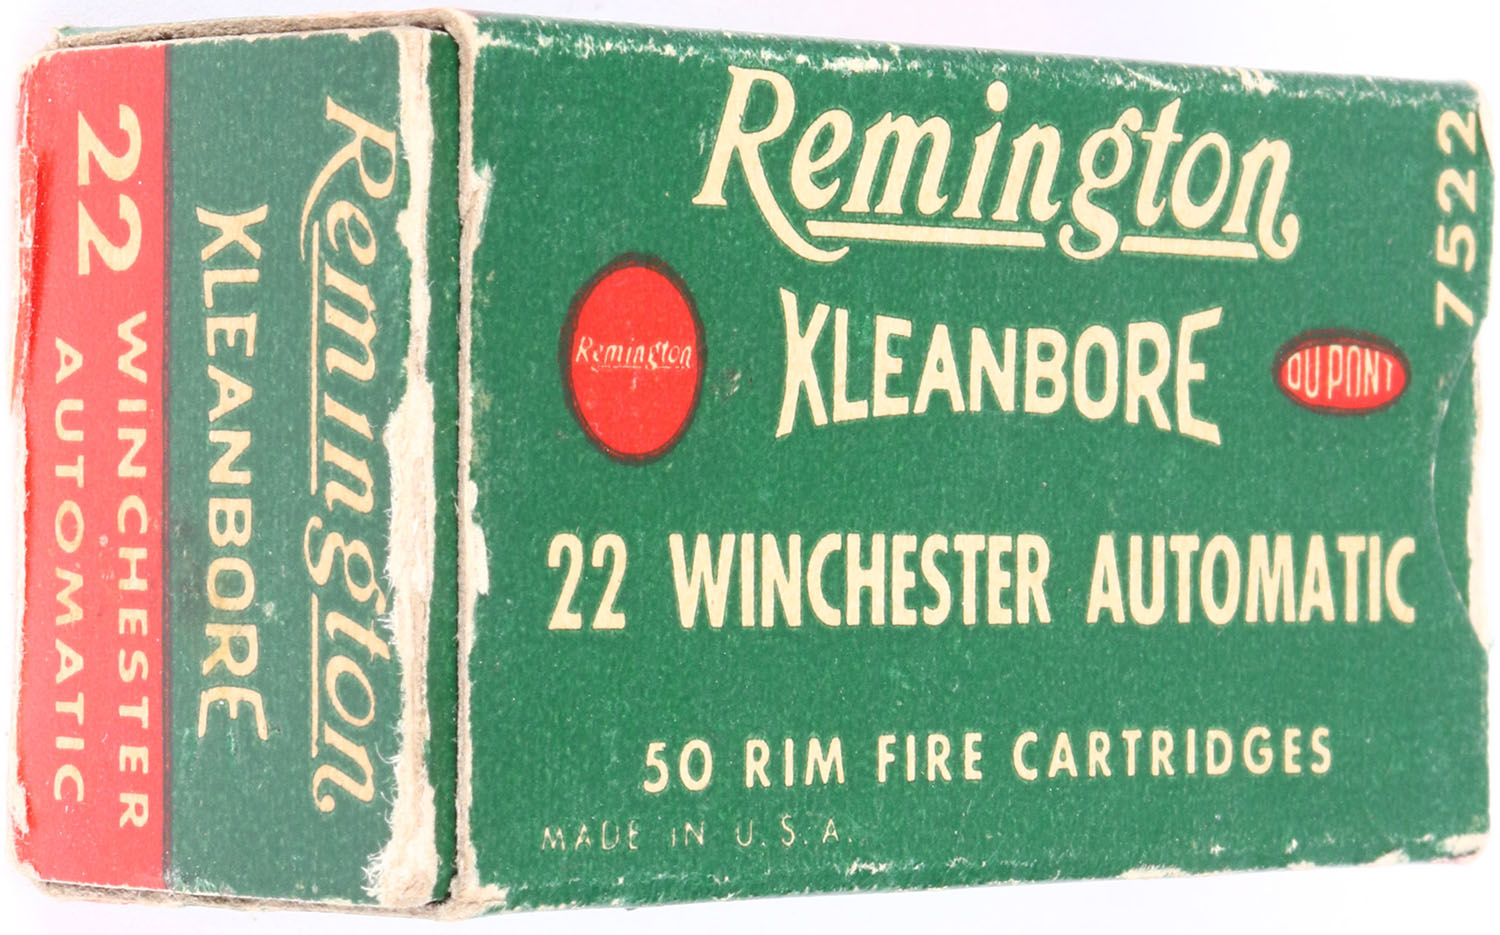 Remington
KLEANBORE
22 WINCHESTER
AUTOMATIC
Remington
7522
Remington
KLEANBORE
DU PONT
22 WINCHESTER AUTOMATIC
50 RIM FIRE CARTRIDGES
MADE IN U.S.A.